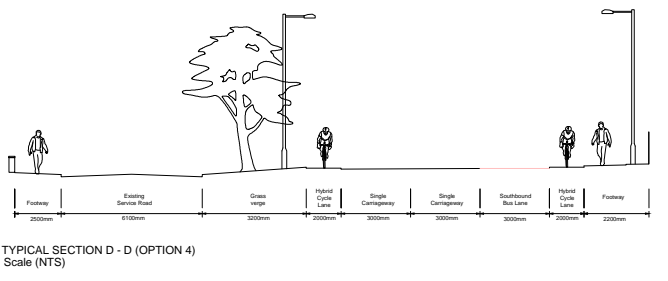 Footway
Existing
Service Road
Grass
verge
Hybrid
Cycle
Lane
Single
Carriageway
Single
Carriageway
Southbound
Bus Lane
Hybrid
Cycle
Lane
Footway
2500mm
6100mm
3200mm
2000mm
3000mm
3000mm
3000mm
2000mm
2200mm
TYPICAL SECTION D - D (OPTION 4)
Scale (NTS)